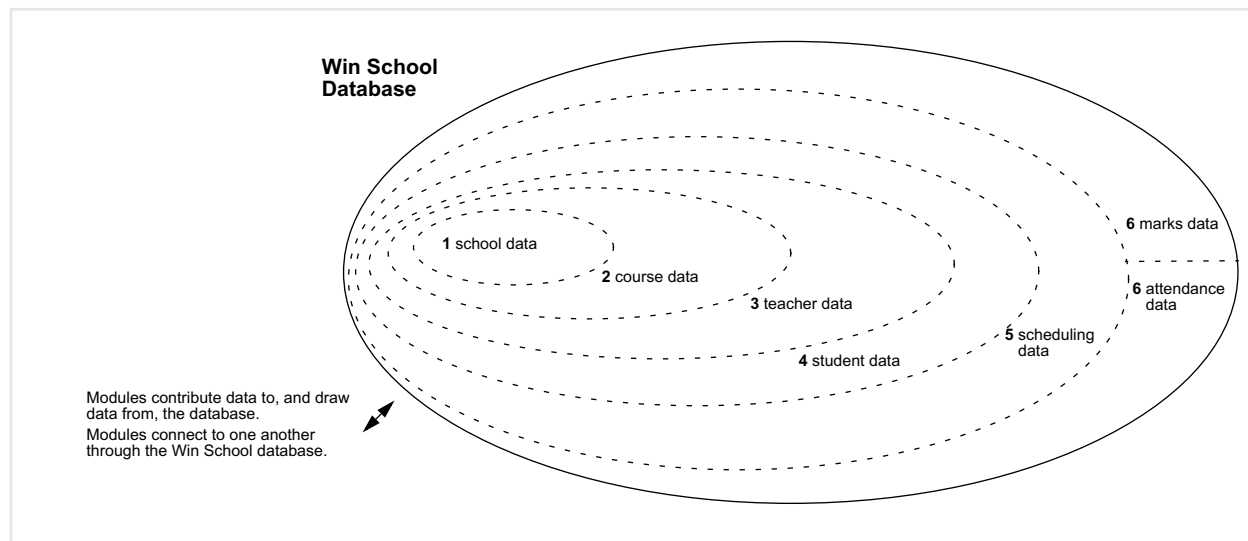 Win School
Database
1 school data
2 course data
3 teacher data
4 student data
5 scheduling
data
6 marks data
6 attendance
data
Modules contribute data to, and draw
data from, the database.
Modules connect to one another
through the Win School database.